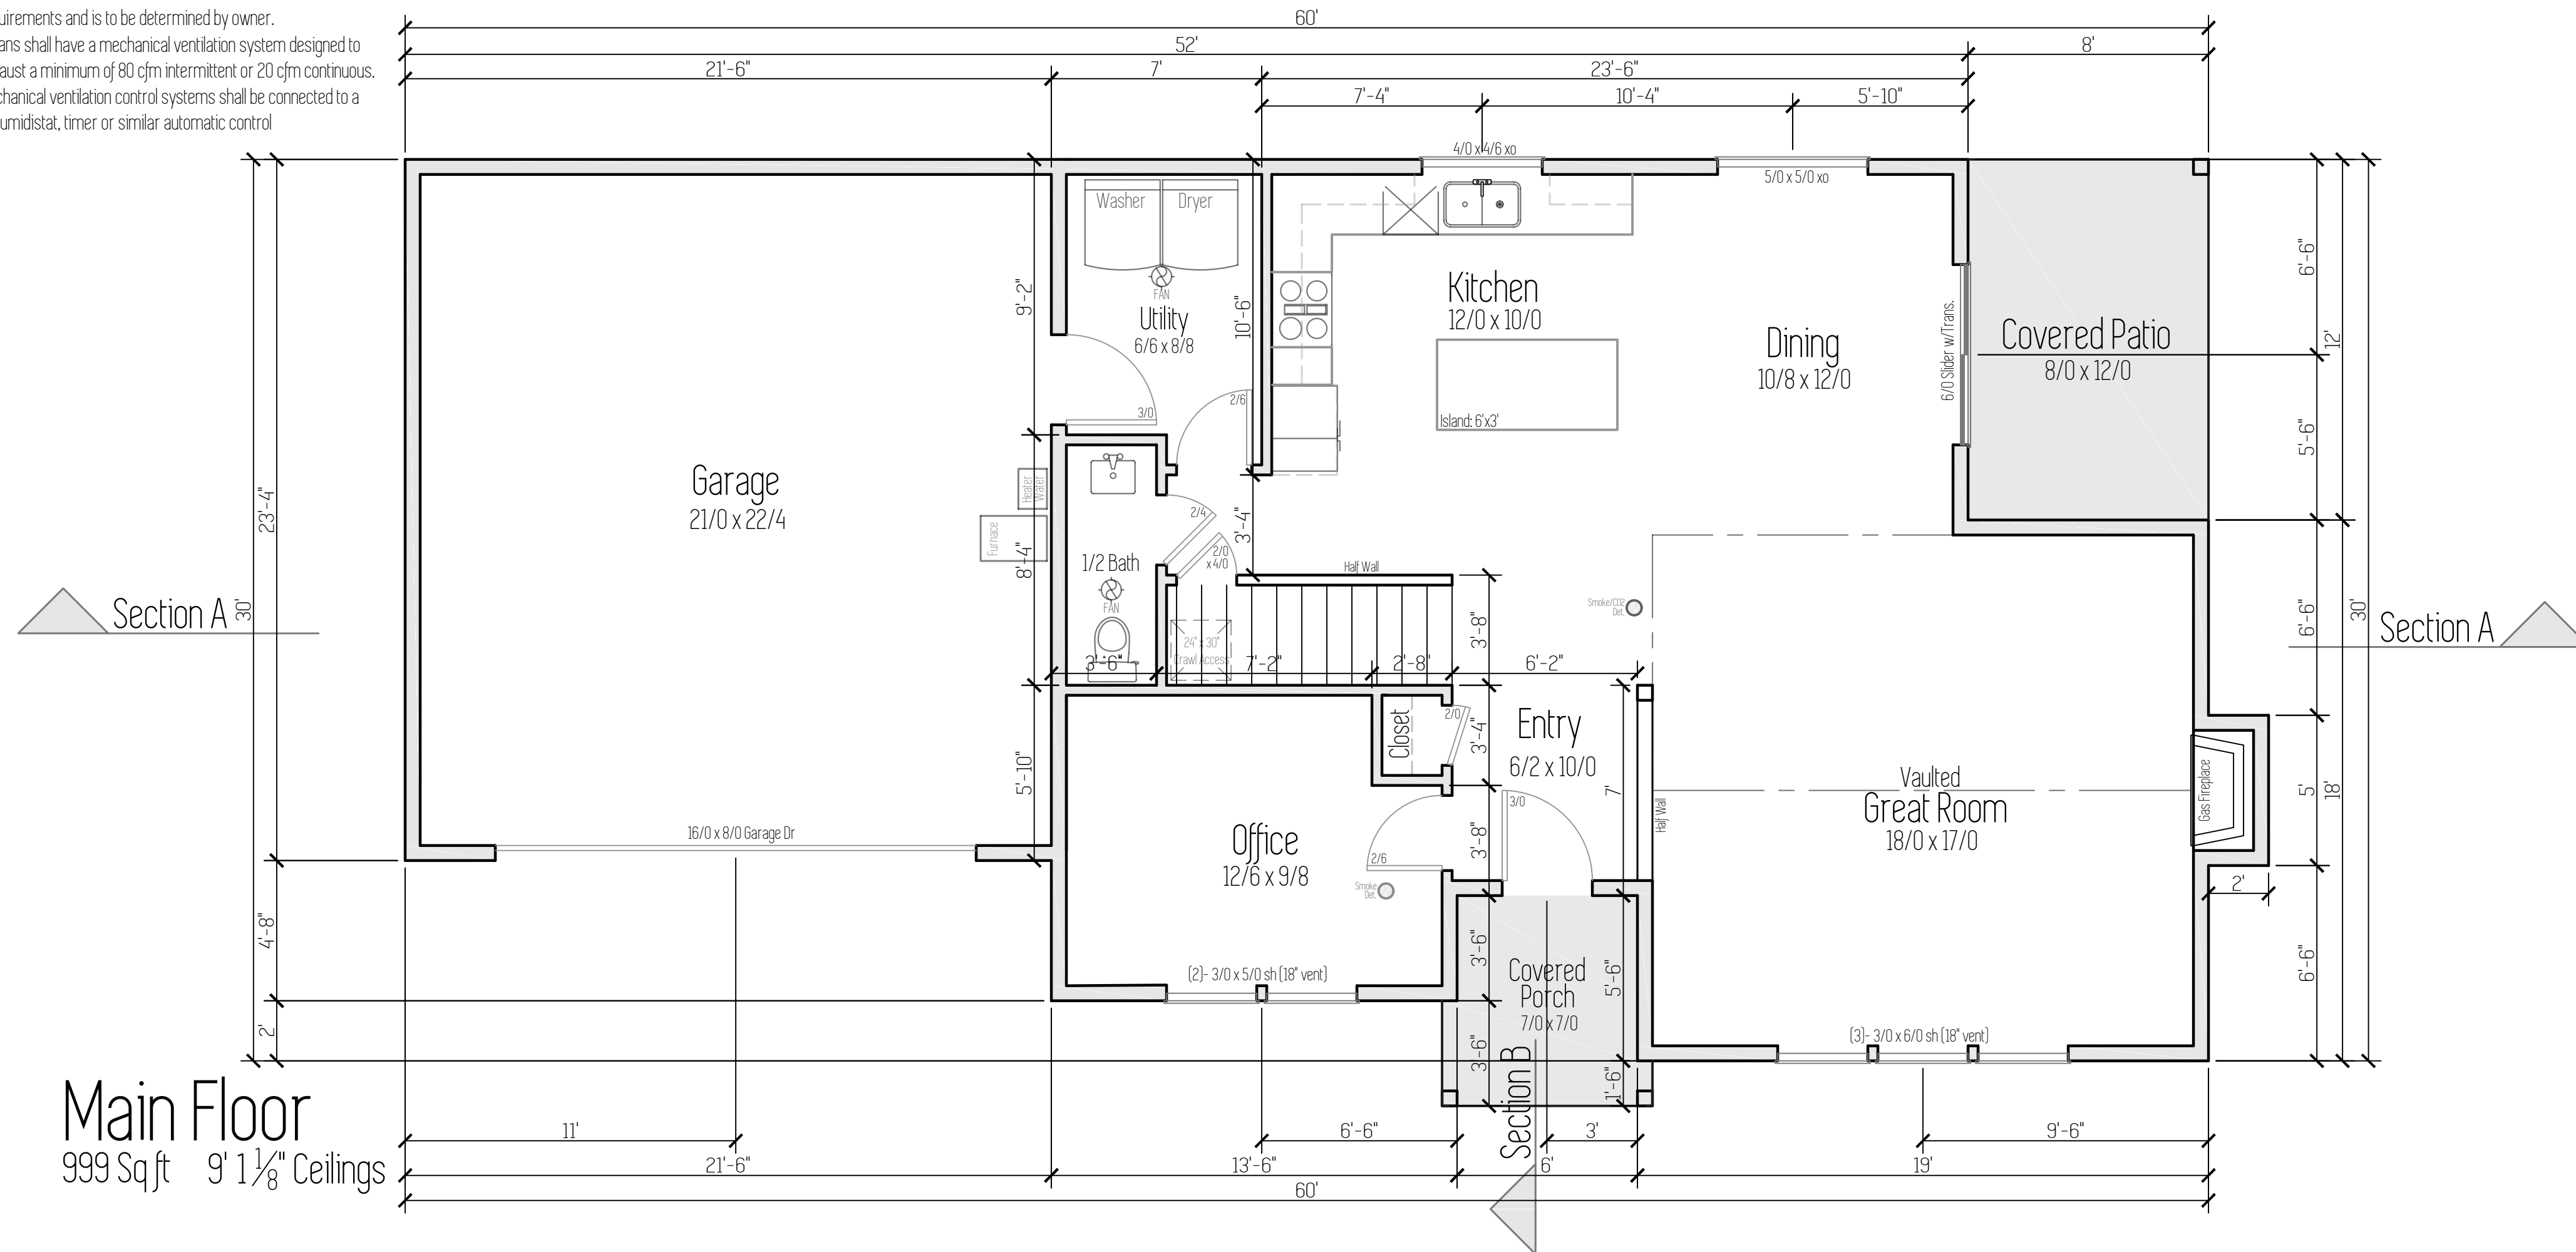 uirements and is to be determined by owner.
ans shall have a mechanical ventilation system designed to
aust a minimum of 80 cfm intermittent or 20 cfm continuous.
chanical ventilation control systems shall be connected to a
umidistat, timer or similar automatic control
60'
52'
8'
21'-6"
7'
23'-6"
7'-4"
10'-4"
5'-10"
4/0 x 4/6 xo
5/0 x 5/0 xo
Washer
Dryer
FAN
Utility
6/6 x 8/8
9'-2"
10'-6"
3/0
2/6
Kitchen
12/0 x 10/0
Island: 6'x3'
Dining
10/8 x 12/0
6/0 Slider w/Trans.
Covered Patio
8/0 x 12/0
6'-6"
12'
5'-6"
23'-4"
Garage
21/0 x 22/4
Heater
Water
Furnace
8'-4"
1/2 Bath
FAN
2/4
2/0
x 4/0
3'-4"
Half Wall
Smoke/CO2
Det.
Section A
30'
24" x 30"
Crawl Access
3'-6"
7'-2"
2'-8'
3'-8"
6'-2"
6'-6"
30'
Section A
Closet
2/0
3'-4"
Entry
6/2 x 10/0
5'-10"
7'
3/0
Half Wall
Vaulted
Great Room
18/0 x 17/0
Gas Fireplace
5'
18'
16/0 x 8/0 Garage Dr
Office
12/6 x 9/8
3'-8"
2/6
Smoke
Det.
2'
4'-8"
3'-6"
Covered
Porch
7/0 x 7/0
5'-6"
6'-6"
(2)- 3/0 x 5/0 sh (18" vent)
(3)- 3/0 x 6/0 sh (18" vent)
2'
3'-6"
1'-6"
Section B
Main Floor
999 Sq ft 9' 1 1/8" Ceilings
11'
6'-6"
3'
9'-6"
21'-6"
13'-6"
6'
19'
60'